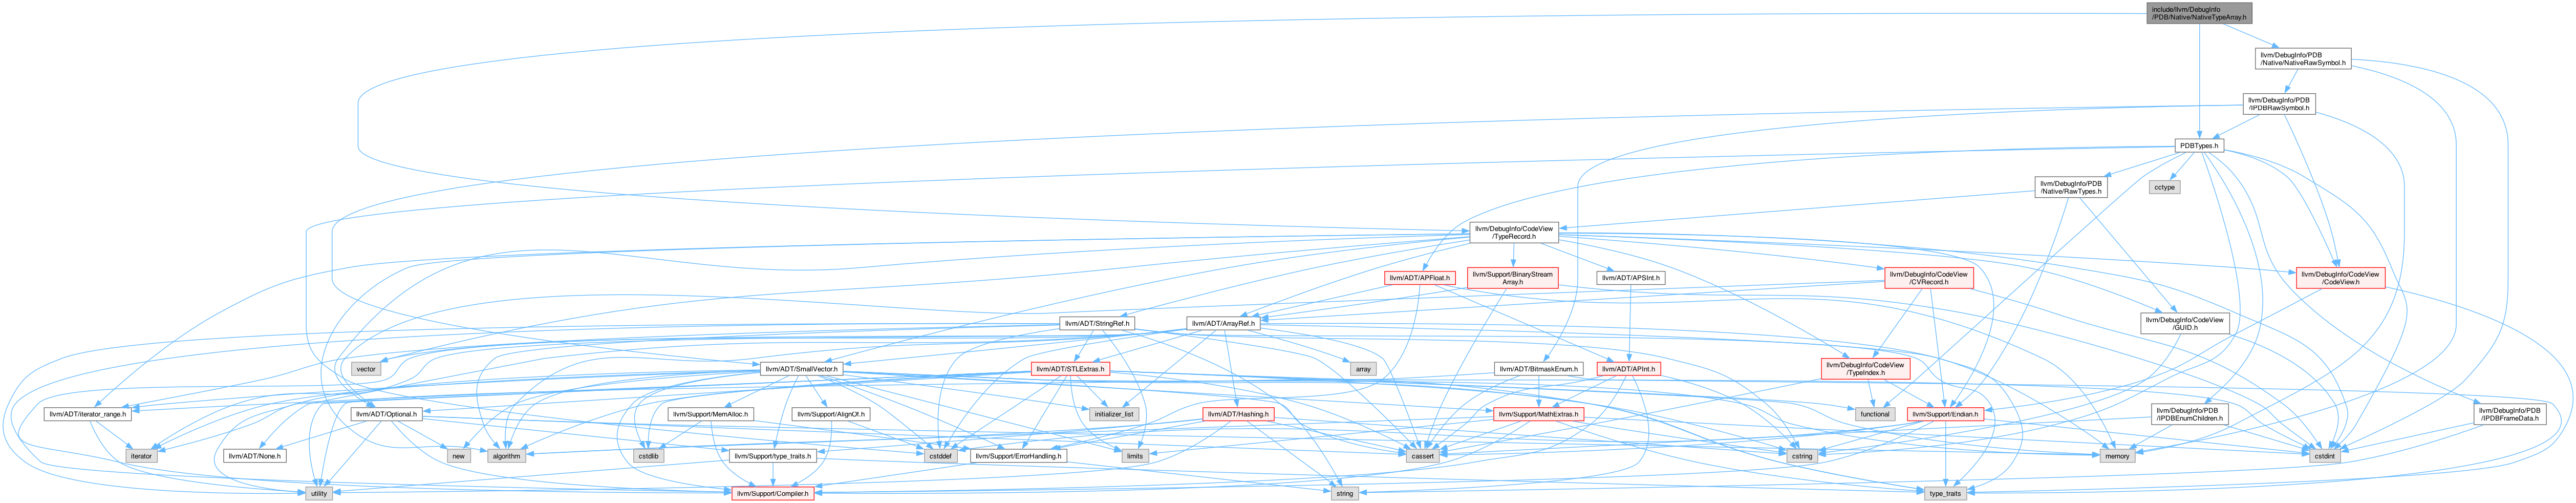 include/llvm/DebugInfo
/PDB/Native/NativeTypeArray.h
llvm/DebugInfo/PDB
/Native/NativeRawSymbol.h
llvm/DebugInfo/PDB
/IPDBRawSymbol.h
PDBTypes.h
llvm/DebugInfo/PDB
/Native/RawTypes.h
cctype
llvm/DebugInfo/CodeView
/TypeRecord.h
llvm/ADT/APFloat.h
llvm/Support/BinaryStream
Array.h
llvm/ADT/APSInt.h
llvm/DebugInfo/CodeView
/CVRecord.h
llvm/DebugInfo/CodeView
/CodeView.h
llvm/ADT/StringRef.h
llvm/ADT/ArrayRef.h
llvm/DebugInfo/CodeView
/GUID.h
vector
llvm/ADT/SmallVector.h
llvm/ADT/STLExtras.h
array
llvm/ADT/BitmaskEnum.h
llvm/ADT/APInt.h
llvm/DebugInfo/CodeView
/TypeIndex.h
llvm/ADT/iterator_range.h
llvm/ADT/Optional.h
llvm/Support/MemAlloc.h
llvm/Support/AlignOf.h
initializer_list
llvm/ADT/Hashing.h
llvm/Support/MathExtras.h
functional
llvm/Support/Endian.h
llvm/DebugInfo/PDB
/IPDBEnumChildren.h
llvm/DebugInfo/PDB
/IPDBFrameData.h
iterator
llvm/ADT/None.h
new
algorithm
cstdlib
llvm/Support/type_traits.h
cstddef
llvm/Support/ErrorHandling.h
limits
cassert
cstring
memory
cstdint
utility
llvm/Support/Compiler.h
string
type_traits